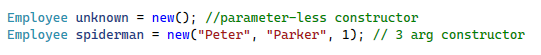 Employee unknown = new(); //parameter-less constructor
Employee spiderman = new("Peter", "Parker", 1); // 3 arg constructor